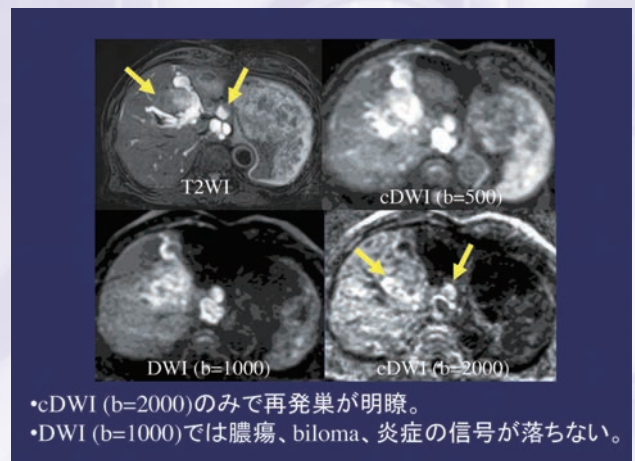 T2WI
cDWI (b=500)
DWI (b=1000)
cDWI (b=2000)
•cDWI (b=2000)のみで再発巣が明瞭。
•DWI (b=1000)では膿瘍、biloma、炎症の信号が落ちない。